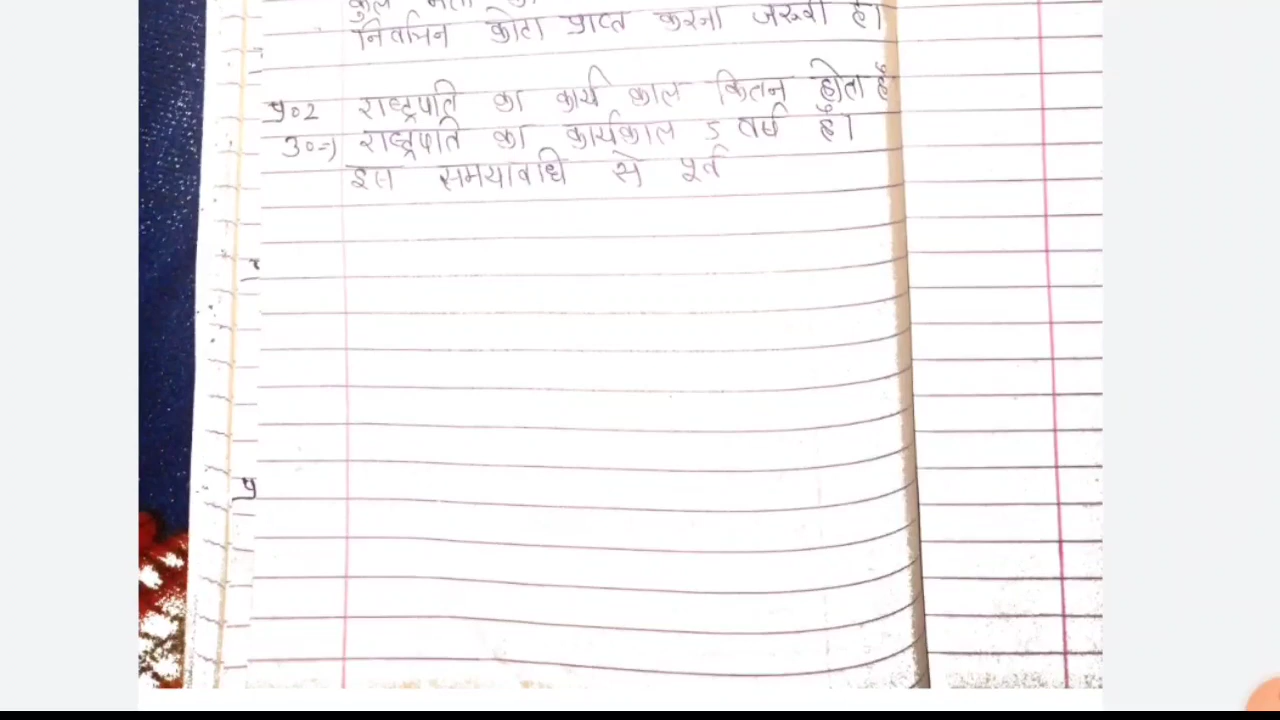 कुल
निर्वाचन कोटा प्राप्त करना जरूरी है।
प्र०2 राष्ट्रपति का कार्य काल कितन होता है
उ०=) राष्ट्रपति का कार्यकाल 5 वर्ष है।
इस समयावधि से पूर्व